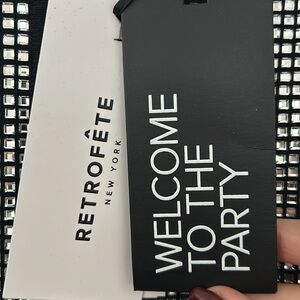 RETROFÊTE
NEW YORK
WELCOME
TO THE
PARTY